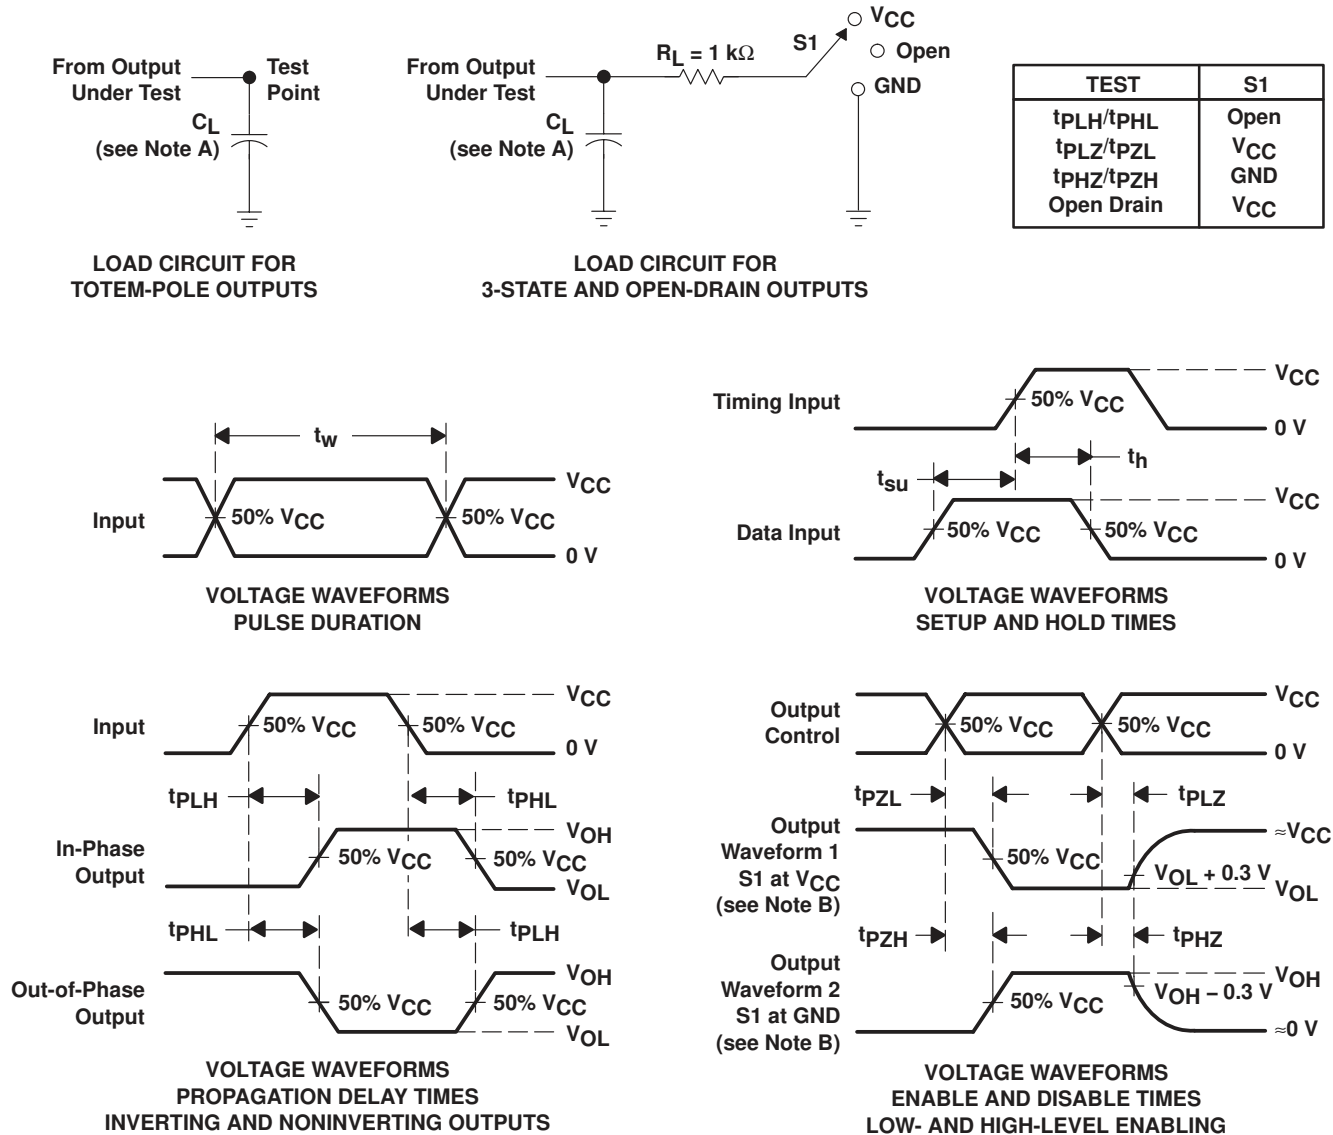 From Output
Under Test
Test
Point
CL
(see Note A)
LOAD CIRCUIT FOR
TOTEM-POLE OUTPUTS
From Output
Under Test
RL = 1 kΩ
S1
VCC
Open
GND
CL
(see Note A)
LOAD CIRCUIT FOR
3-STATE AND OPEN-DRAIN OUTPUTS
TEST S1
tPLH/tPHL Open
tPLZ/tPZL VCC
tPHZ/tPZH GND
Open Drain VCC
tw
Input
50% VCC
50% VCC
VCC
0 V
VOLTAGE WAVEFORMS
PULSE DURATION
Timing Input
50% VCC
VCC
0 V
tsu
th
Data Input
50% VCC
50% VCC
VCC
0 V
VOLTAGE WAVEFORMS
SETUP AND HOLD TIMES
Input
50% VCC
50% VCC
VCC
0 V
tPLH
tPHL
In-Phase
Output
50% VCC
50% VCC
VOH
VOL
tPHL
tPLH
Out-of-Phase
Output
50% VCC
50% VCC
VOH
VOL
VOLTAGE WAVEFORMS
PROPAGATION DELAY TIMES
INVERTING AND NONINVERTING OUTPUTS
Output
Control
50% VCC
50% VCC
VCC
0 V
tPZL
tPLZ
Output
Waveform 1
S1 at VCC
(see Note B)
50% VCC
VOL + 0.3 V
≈VCC
VOL
tPZH
tPHZ
Output
Waveform 2
S1 at GND
(see Note B)
50% VCC
VOH − 0.3 V
VOH
≈0 V
VOLTAGE WAVEFORMS
ENABLE AND DISABLE TIMES
LOW- AND HIGH-LEVEL ENABLING